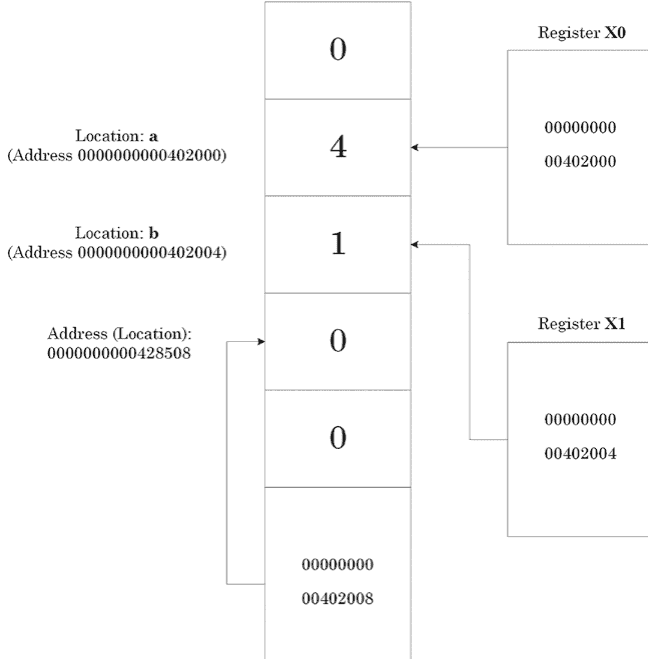 0
Register X0
Location: a
(Address 0000000000402000)
4
00000000
00402000
Location: b
(Address 0000000000402004)
1
Address (Location):
0000000000428508
0
Register X1
0
00000000
00402004
00000000
00402008